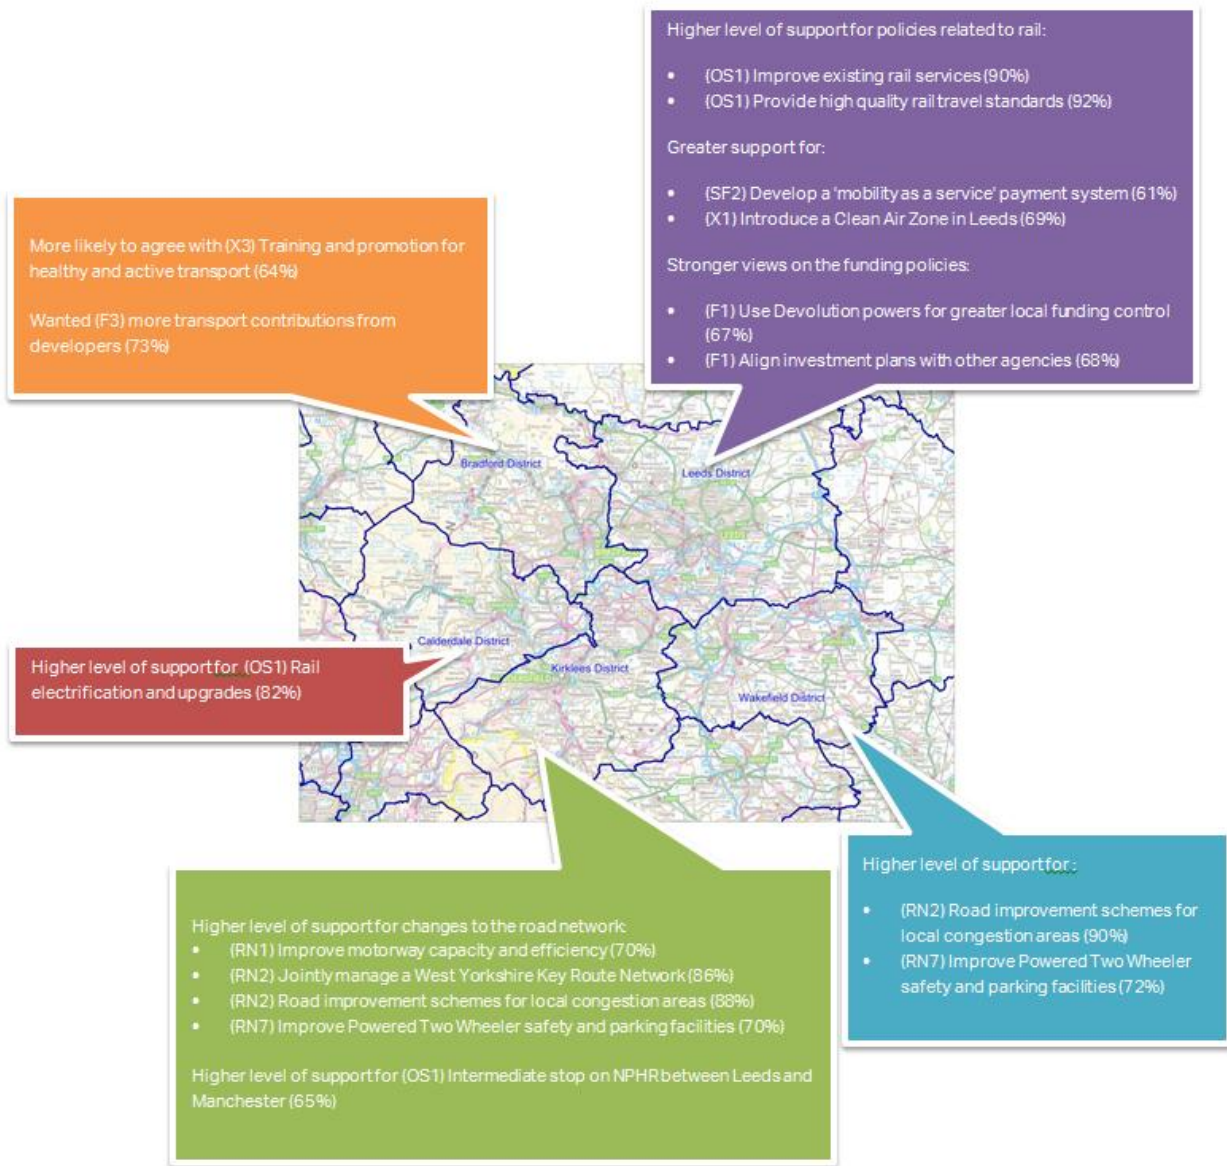 Higher level of support for policies related to rail:
• (OS1) Improve existing rail services (90%)
• (OS1) Provide high quality rail travel standards (92%)
Greater support for:
• (SF2) Develop a 'mobility as a service' payment system (61%)
• (X1) Introduce a Clean Air Zone in Leeds (69%)
Stronger views on the funding policies:
• (F1) Use Devolution powers for greater local funding control
(67%)
• (F1) Align investment plans with other agencies (68%)
More likely to agree with (X3) Training and promotion for
healthy and active transport (64%)
Wanted (F3) more transport contributions from
developers (73%)
Bradford District
Leeds District
Calderdale District
Kirklees District
Wakefield District
Higher level of support for (OS1) Rail
electrification and upgrades (82%)
Higher level of support for changes to the road network:
• (RN1) Improve motorway capacity and efficiency (70%)
• (RN2) Jointly manage a West Yorkshire Key Route Network (86%)
• (RN2) Road improvement schemes for local congestion areas (88%)
• (RN7) Improve Powered Two Wheeler safety and parking facilities (70%)
Higher level of support for (OS1) Intermediate stop on NPHR between Leeds and
Manchester (65%)
Higher level of support for :
• (RN2) Road improvement schemes for
local congestion areas (90%)
• (RN7) Improve Powered Two Wheeler
safety and parking facilities (72%)